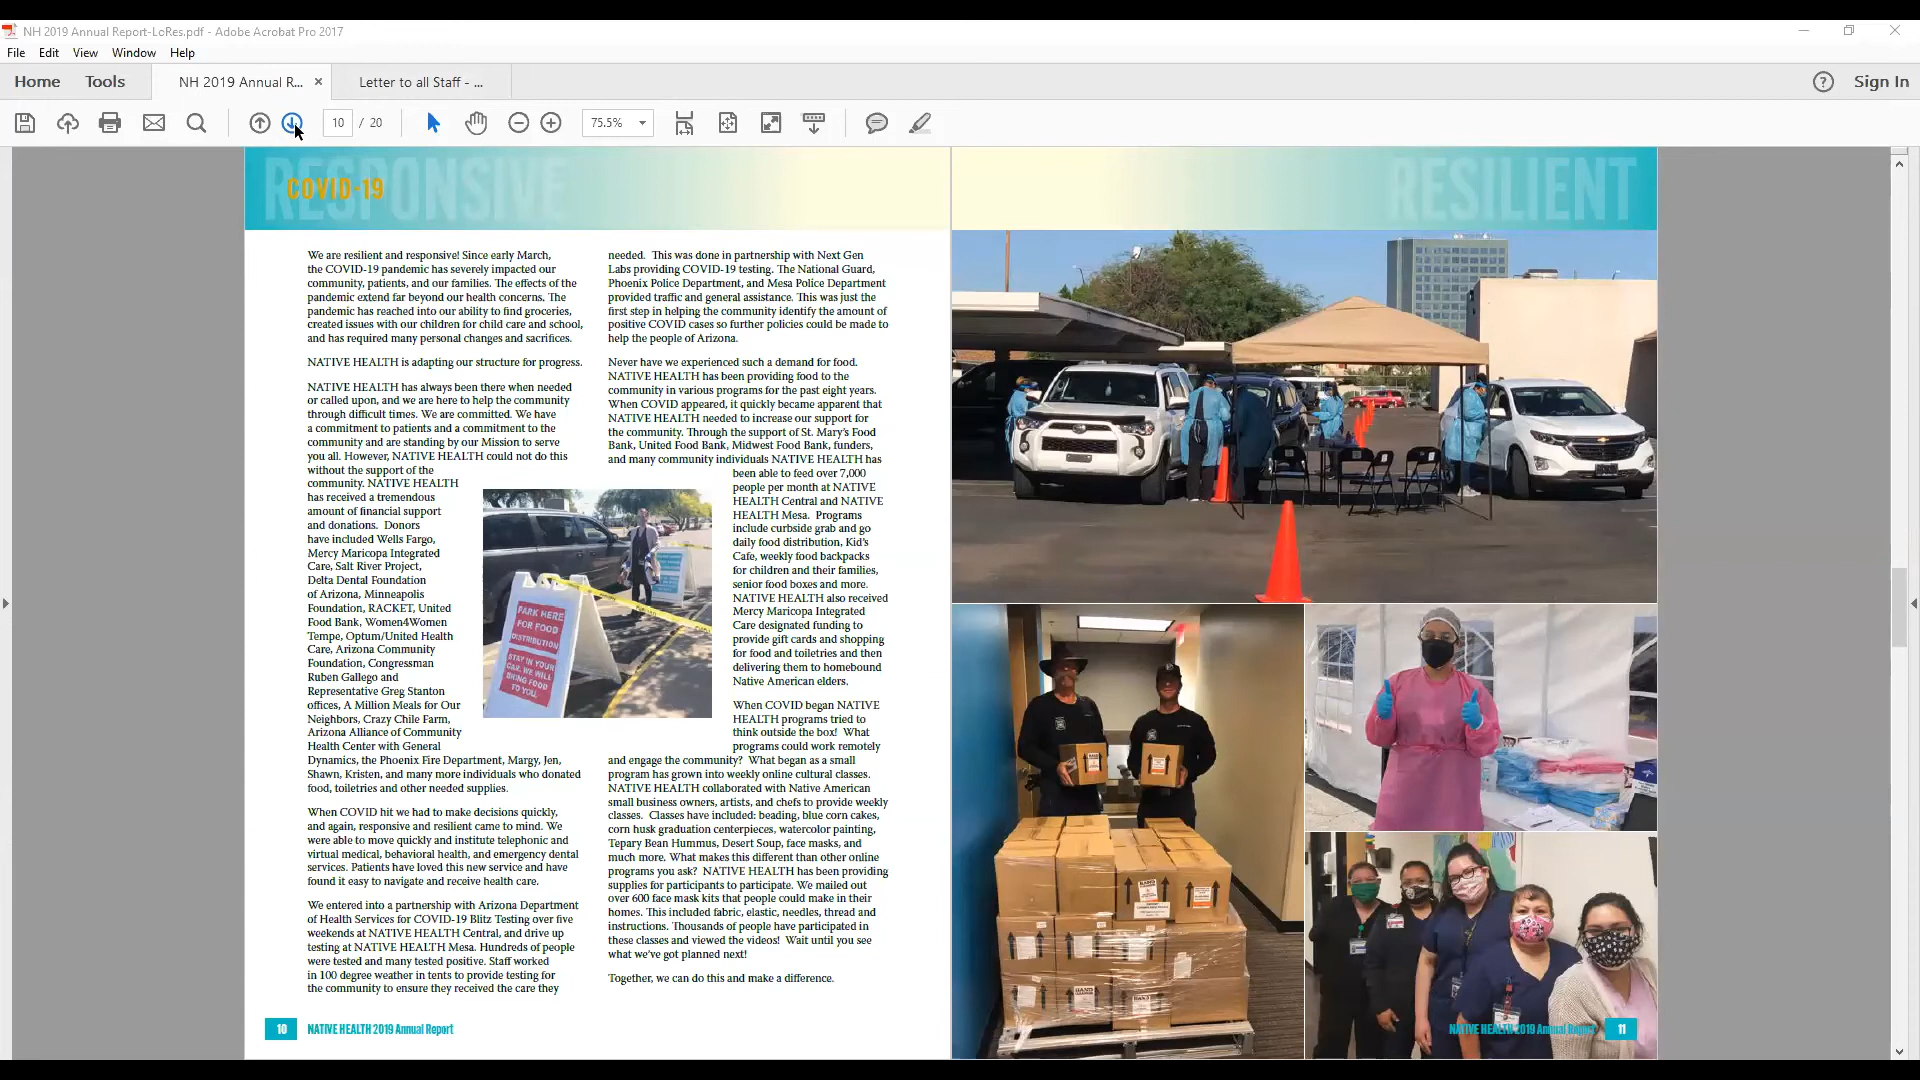 NH 2019 Annual Report-LoRes.pdf - Adobe Acrobat Pro 2017
File Edit View Window Help
Home Tools NH 2019 Annual R... × Letter to all Staff - ... Sign In
10 / 20 75.5%
RESPONSIVE
COVID-19
We are resilient and responsive! Since early March,
the COVID-19 pandemic has severely impacted our
community, patients, and our families. The effects of the
pandemic extend far beyond our health concerns. The
pandemic has reached into our ability to find groceries,
created issues with our children for child care and school,
and has required many personal changes and sacrifices.
NATIVE HEALTH is adapting our structure for progress.
NATIVE HEALTH has always been there when needed
or called upon, and we are here to help the community
through difficult times. We are committed. We have
a commitment to patients and a commitment to the
community and are standing by our Mission to serve
you all. However, NATIVE HEALTH could not do this
without the support of the
community. NATIVE HEALTH
has received a tremendous
amount of financial support
and donations. Donors
have included Wells Fargo,
Mercy Maricopa Integrated
Care, Salt River Project,
Delta Dental Foundation
of Arizona, Minneapolis
Foundation, RACKET, United
Food Bank, Women4Women
Tempe, Optum/United Health
Care, Arizona Community
Foundation, Congressman
Ruben Gallego and
Representative Greg Stanton
offices, A Million Meals for Our
Neighbors, Crazy Chile Farm,
Arizona Alliance of Community
Health Center with General
Dynamics, the Phoenix Fire Department, Margy, Jen,
Shawn, Kristen, and many more individuals who donated
food, toiletries and other needed supplies.
When COVID hit we had to make decisions quickly,
and again, responsive and resilient came to mind. We
were able to move quickly and institute telephonic and
virtual medical, behavioral health, and emergency dental
services. Patients have loved this new service and have
found it easy to navigate and receive health care.
We entered into a partnership with Arizona Department
of Health Services for COVID-19 Blitz Testing over five
weekends at NATIVE HEALTH Central, and drive up
testing at NATIVE HEALTH Mesa. Hundreds of people
were tested and many tested positive. Staff worked
in 100 degree weather in tents to provide testing for
the community to ensure they received the care they
needed. This was done in partnership with Next Gen
Labs providing COVID-19 testing. The National Guard,
Phoenix Police Department, and Mesa Police Department
provided traffic and general assistance. This was just the
first step in helping the community identify the amount of
positive COVID cases so further policies could be made to
help the people of Arizona.
Never have we experienced such a demand for food.
NATIVE HEALTH has been providing food to the
community in various programs for the past eight years.
When COVID appeared, it quickly became apparent that
NATIVE HEALTH needed to increase our support for
the community. Through the support of St. Mary's Food
Bank, United Food Bank, Midwest Food Bank, funders,
and many community individuals NATIVE HEALTH has
been able to feed over 7,000
people per month at NATIVE
HEALTH Central and NATIVE
HEALTH Mesa. Programs
include curbside grab and go
daily food distribution, Kid's
Cafe, weekly food backpacks
for children and their families,
senior food boxes and more.
NATIVE HEALTH also received
Mercy Maricopa Integrated
Care designated funding to
provide gift cards and shopping
for food and toiletries and then
delivering them to homebound
Native American elders.
When COVID began NATIVE
HEALTH programs tried to
think outside the box! What
programs could work remotely
and engage the community? What began as a small
program has grown into weekly online cultural classes.
NATIVE HEALTH collaborated with Native American
small business owners, artists, and chefs to provide weekly
classes. Classes have included: beading, blue corn cakes,
corn husk graduation centerpieces, watercolor painting,
Tepary Bean Hummus, Desert Soup, face masks, and
much more. What makes this different than other online
programs you ask? NATIVE HEALTH has been providing
supplies for participants to participate. We mailed out
over 600 face mask kits that people could make in their
homes. This included fabric, elastic, needles, thread and
instructions. Thousands of people have participated in
these classes and viewed the videos! Wait until you see
what we've got planned next!
Together, we can do this and make a difference.
PARK HERE
FOR FOOD
DISTRIBUTION
STAY IN YOUR
CAR. WE WILL
BRING FOOD
TO YOU.
10 NATIVE HEALTH 2019 Annual Report
RESILIENT
NATIVE HEALTH 2019 Annual Report 11